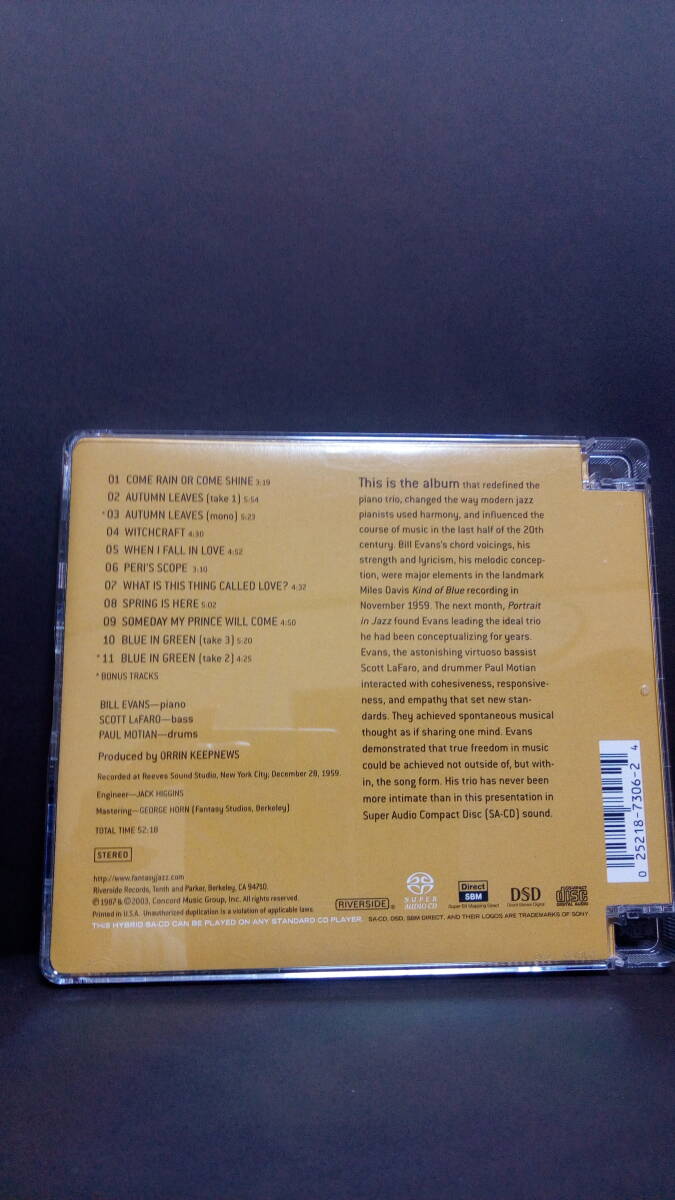 01 COME RAIN OR COME SHINE 3:19
02 AUTUMN LEAVES (take 1) 5:54
*03 AUTUMN LEAVES (mono) 5:23
04 WITCHCRAFT 4:30
05 WHEN I FALL IN LOVE 4:52
06 PERI'S SCOPE 3:10
07 WHAT IS THIS THING CALLED LOVE? 4:32
08 SPRING IS HERE 5:02
09 SOMEDAY MY PRINCE WILL COME 4:50
10 BLUE IN GREEN (take 3) 5:20
*11 BLUE IN GREEN (take 2) 4:25
*BONUS TRACKS
BILL EVANS—piano
SCOTT LaFARO—bass
PAUL MOTIAN—drums
Produced by ORRIN KEEPNEWS
Recorded at Reeves Sound Studio, New York City; December 28, 1959.
Engineer—JACK HIGGINS
Mastering—GEORGE HORN (Fantasy Studios, Berkeley)
TOTAL TIME 52:18
STEREO
http://www.fantasyjazz.com
Riverside Records, Tenth and Parker, Berkeley, CA 94710.
℗ 1987 & ©2003, Concord Music Group, Inc. All rights reserved.
Printed in U.S.A. Unauthorized duplication is a violation of applicable laws.
THIS HYBRID SA-CD CAN BE PLAYED ON ANY STANDARD CD PLAYER.
This is the album that redefined the
piano trio, changed the way modern jazz
pianists used harmony, and influenced the
course of music in the last half of the 20th
century. Bill Evans's chord voicings, his
strength and lyricism, his melodic concep-
tion, were major elements in the landmark
Miles Davis Kind of Blue recording in
November 1959. The next month, Portrait
in Jazz found Evans leading the ideal trio
he had been conceptualizing for years.
Evans, the astonishing virtuoso bassist
Scott LaFaro, and drummer Paul Motian
interacted with cohesiveness, responsive-
ness, and empathy that set new stan-
dards. They achieved spontaneous musical
thought as if sharing one mind. Evans
demonstrated that true freedom in music
could be achieved not outside of, but with-
in, the song form. His trio has never been
more intimate than in this presentation in
Super Audio Compact Disc (SA-CD) sound.
RIVERSIDE®
SUPER AUDIO CD
Direct SBM
Super Bit Mapping Direct
DSD
Direct Stream Digital
COMPACT disc DIGITAL AUDIO
SA-CD, DSD, SBM DIRECT, AND THEIR LOGOS ARE TRADEMARKS OF SONY
0 25218-7306-2 4